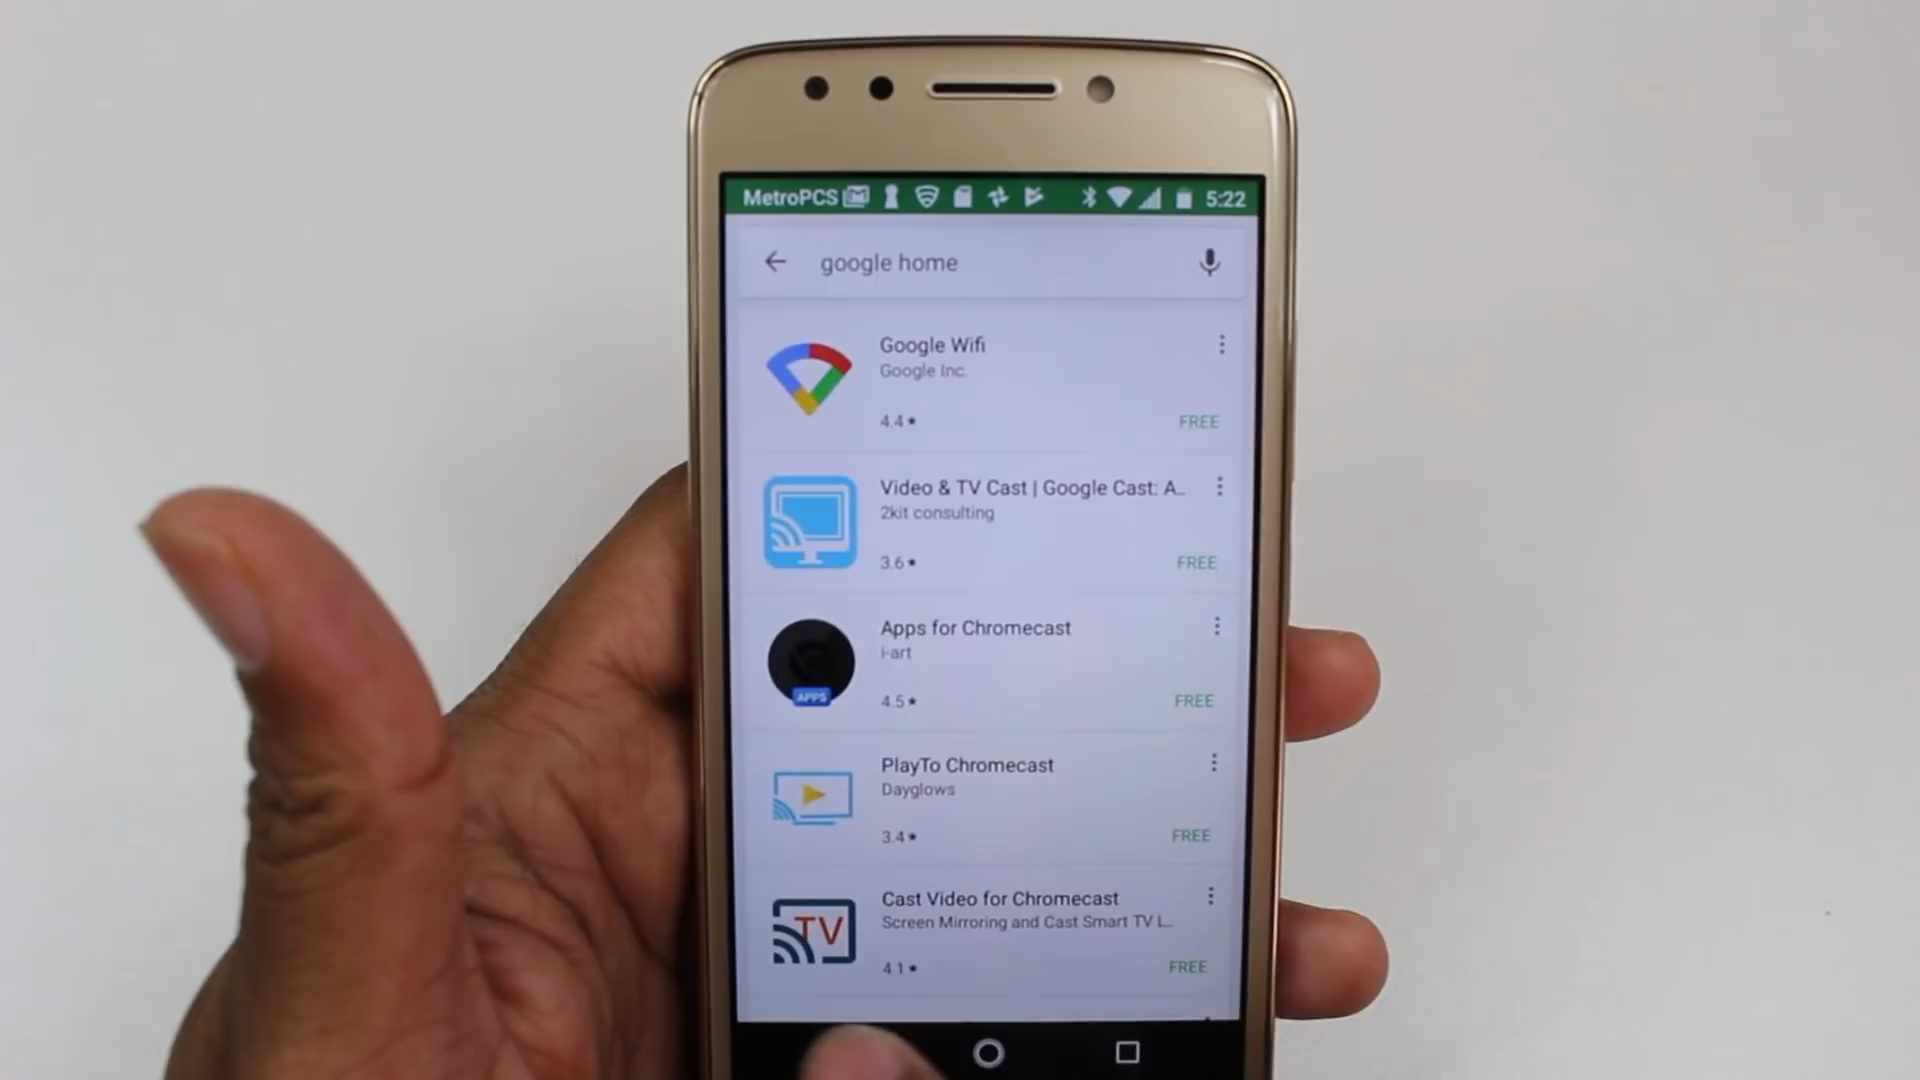 MetroPCS 5:22
google home
Google Wifi
Google Inc.
4.4★ FREE
Video & TV Cast | Google Cast: A...
2kit consulting
3.6★ FREE
Apps for Chromecast
i-art
APPS
4.5★ FREE
PlayTo Chromecast
Dayglows
3.4★ FREE
Cast Video for Chromecast
Screen Mirroring and Cast Smart TV L...
TV
4.1★ FREE